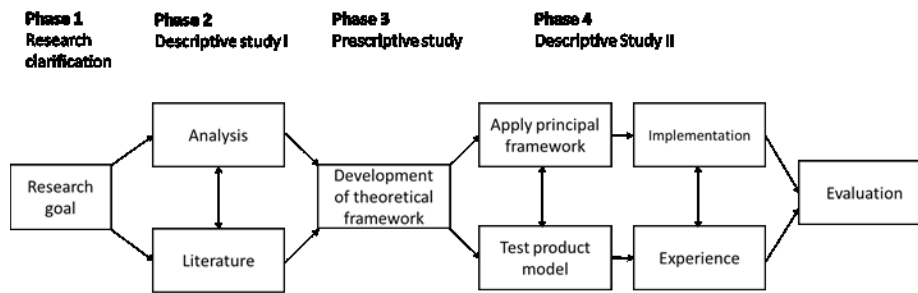 Phase 1
Research
clarification
Phase 2
Descriptive study I
Phase 3
Prescriptive study
Phase 4
Descriptive Study II
Research
goal
Analysis
Literature
Development
of theoretical
framework
Apply principal
framework
Test product
model
Implementation
Experience
Evaluation